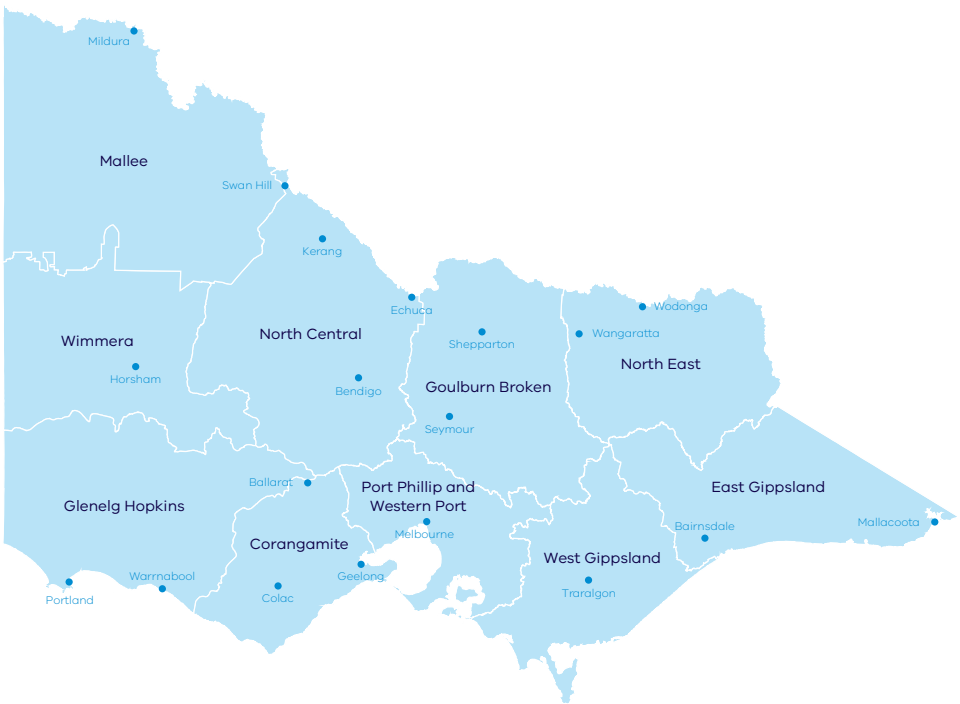 Mildura
Mallee
Swan Hill
Kerang
Echuca
Wodonga
Wangaratta
North Central
Wimmera
Shepparton
North East
Horsham
Bendigo
Goulburn Broken
Seymour
Ballarat
Port Phillip and
Western Port
East Gippsland
Glenelg Hopkins
Melbourne
Bairnsdale
Mallacoota
Corangamite
West Gippsland
Geelong
Warrnabool
Portland
Colac
Traralgon